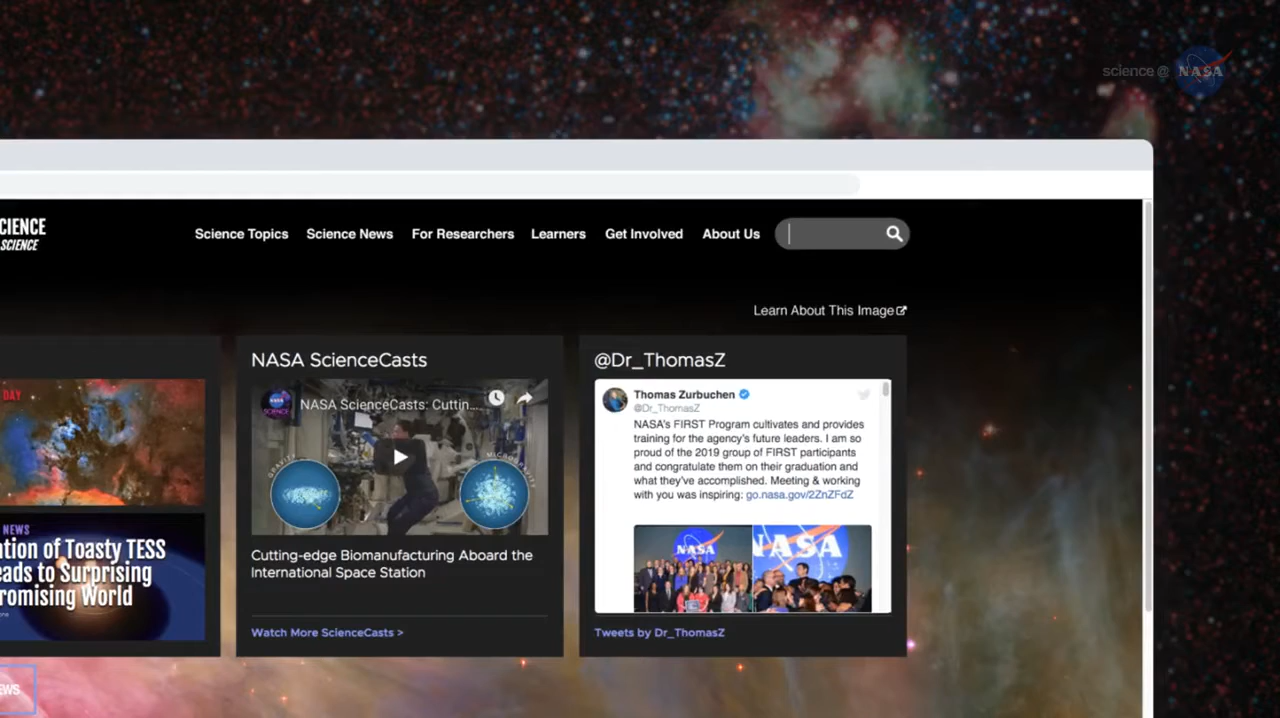 science@ NASA
CIENCE
SCIENCE
Science Topics Science News For Researchers Learners Get Involved About Us
Learn About This Image
DAY
NEWS
ation of Toasty TESS
eads to Surprising
romising World
EWS
NASA ScienceCasts
NASA SCIENCE
NASA ScienceCasts: Cuttin...
GRAVITY
MICROGRAVITY
Cutting-edge Biomanufacturing Aboard the
International Space Station
Watch More ScienceCasts >
@Dr_ThomasZ
Thomas Zurbuchen
@Dr_ThomasZ
NASA's FIRST Program cultivates and provides
training for the agency's future leaders. I am so
proud of the 2019 group of FIRST participants
and congratulate them on their graduation and
what they've accomplished. Meeting & working
with you was inspiring: go.nasa.gov/2ZnZFdZ
NASA
NASA
Tweets by Dr_ThomasZ